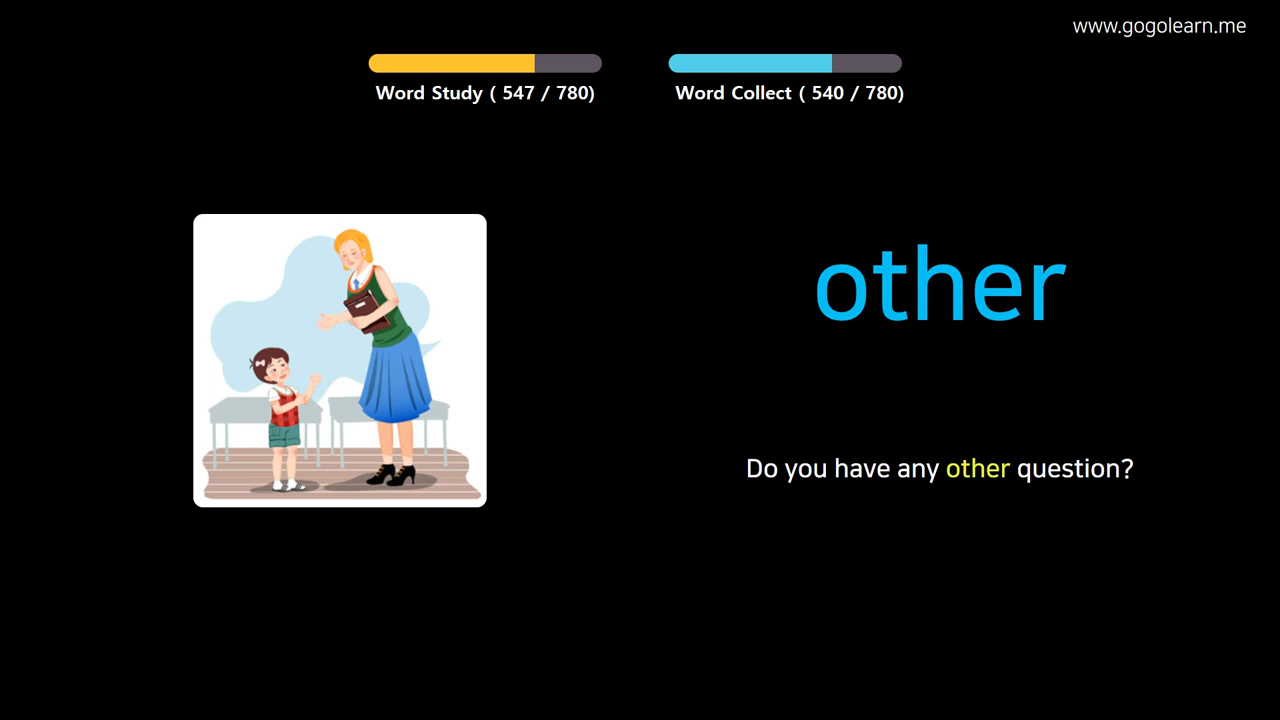 www.gogolearn.me
Word Study ( 547 / 780)
Word Collect ( 540 / 780)
other
Do you have any other question?